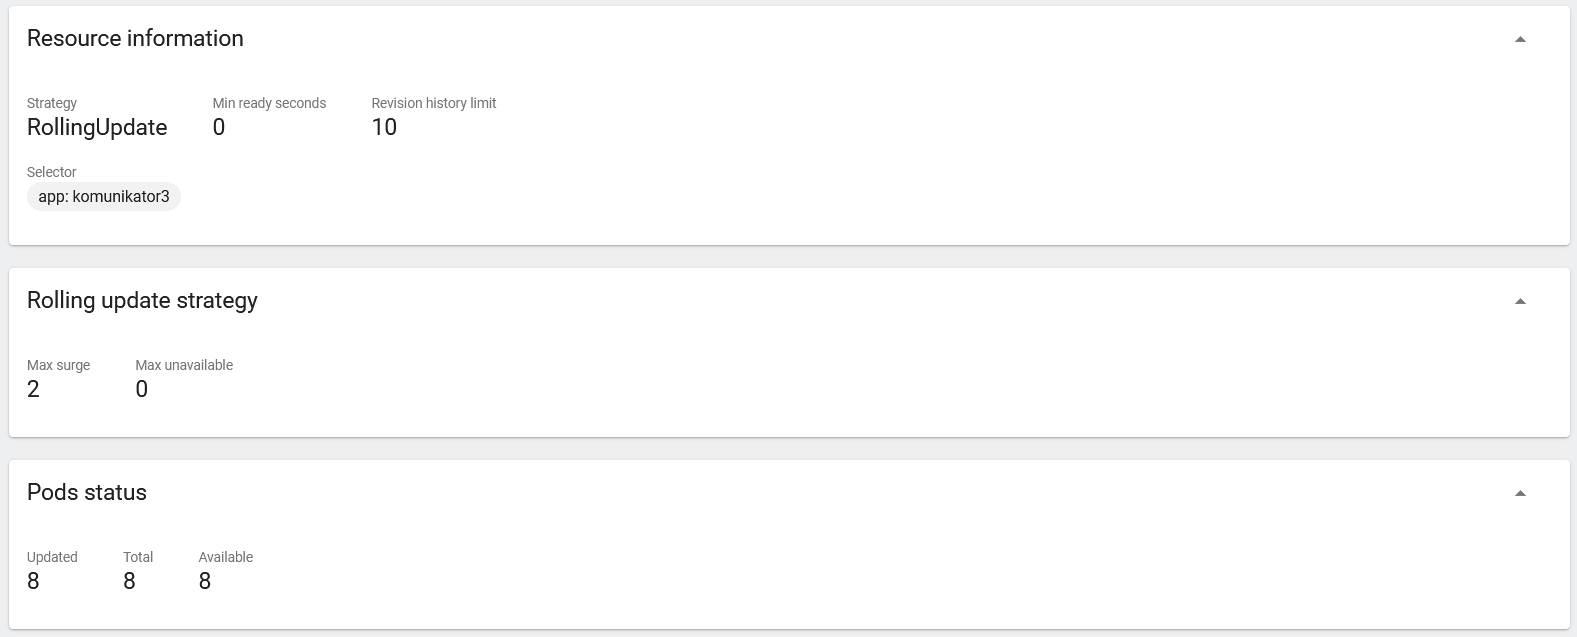 Resource information
Strategy Min ready seconds Revision history limit
RollingUpdate 0 10
Selector
app: komunikator3
Rolling update strategy
Max surge Max unavailable
2 0
Pods status
Updated Total Available
8 8 8